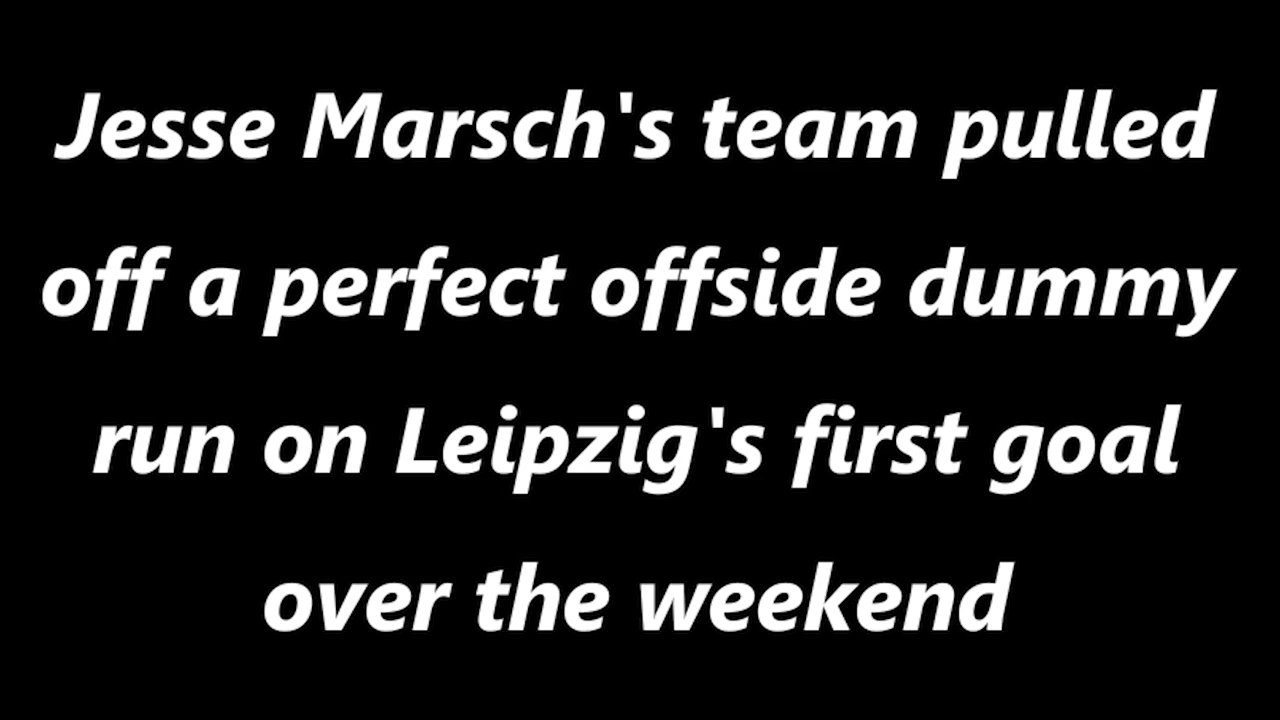 Jesse Marsch's team pulled
off a perfect offside dummy
run on Leipzig's first goal
over the weekend